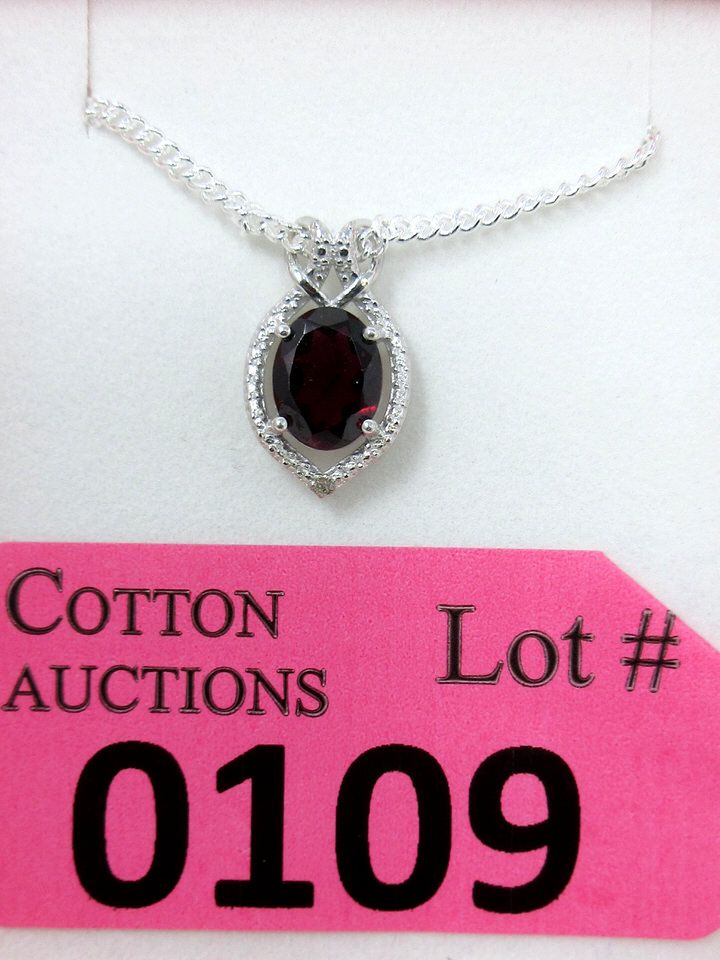 COTTON
AUCTIONS
Lot #
0109